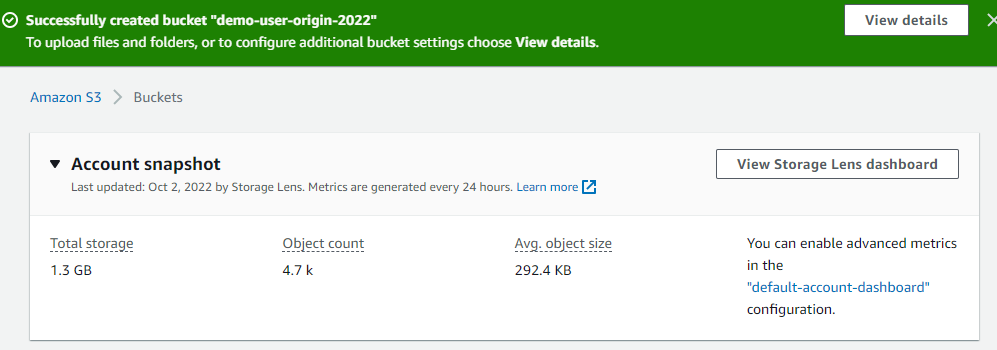 Successfully created bucket "demo-user-origin-2022"
View details
To upload files and folders, or to configure additional bucket settings choose View details.
Amazon S3 > Buckets
Account snapshot
View Storage Lens dashboard
Last updated: Oct 2, 2022 by Storage Lens. Metrics are generated every 24 hours. Learn more
Total storage
1.3 GB
Object count
4.7 k
Avg. object size
292.4 KB
You can enable advanced metrics
in the
"default-account-dashboard"
configuration.